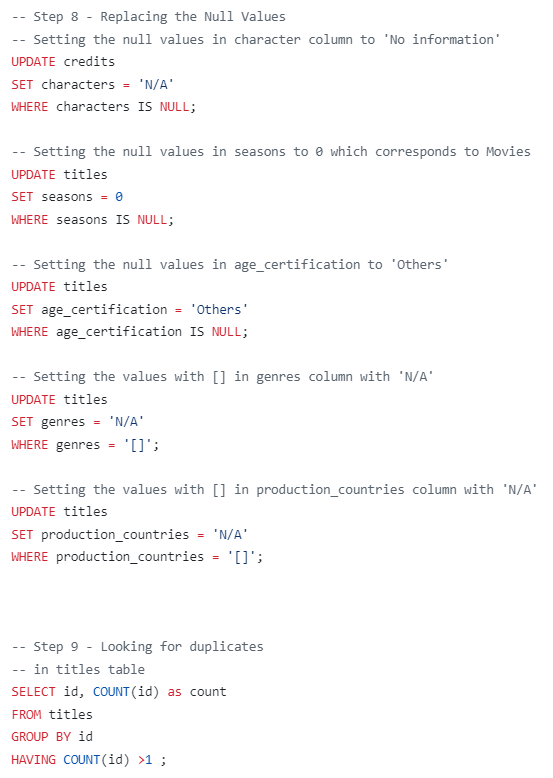 -- Step 8 - Replacing the Null Values
-- Setting the null values in character column to 'No information'
UPDATE credits
SET characters = 'N/A'
WHERE characters IS NULL;
-- Setting the null values in seasons to 0 which corresponds to Movies
UPDATE titles
SET seasons = 0
WHERE seasons IS NULL;
-- Setting the null values in age_certification to 'Others'
UPDATE titles
SET age_certification = 'Others'
WHERE age_certification IS NULL;
-- Setting the values with [] in genres column with 'N/A'
UPDATE titles
SET genres = 'N/A'
WHERE genres = '[]';
-- Setting the values with [] in production_countries column with 'N/A'
UPDATE titles
SET production_countries = 'N/A'
WHERE production_countries = '[]';
-- Step 9 - Looking for duplicates
-- in titles table
SELECT id, COUNT(id) as count
FROM titles
GROUP BY id
HAVING COUNT(id) >1 ;